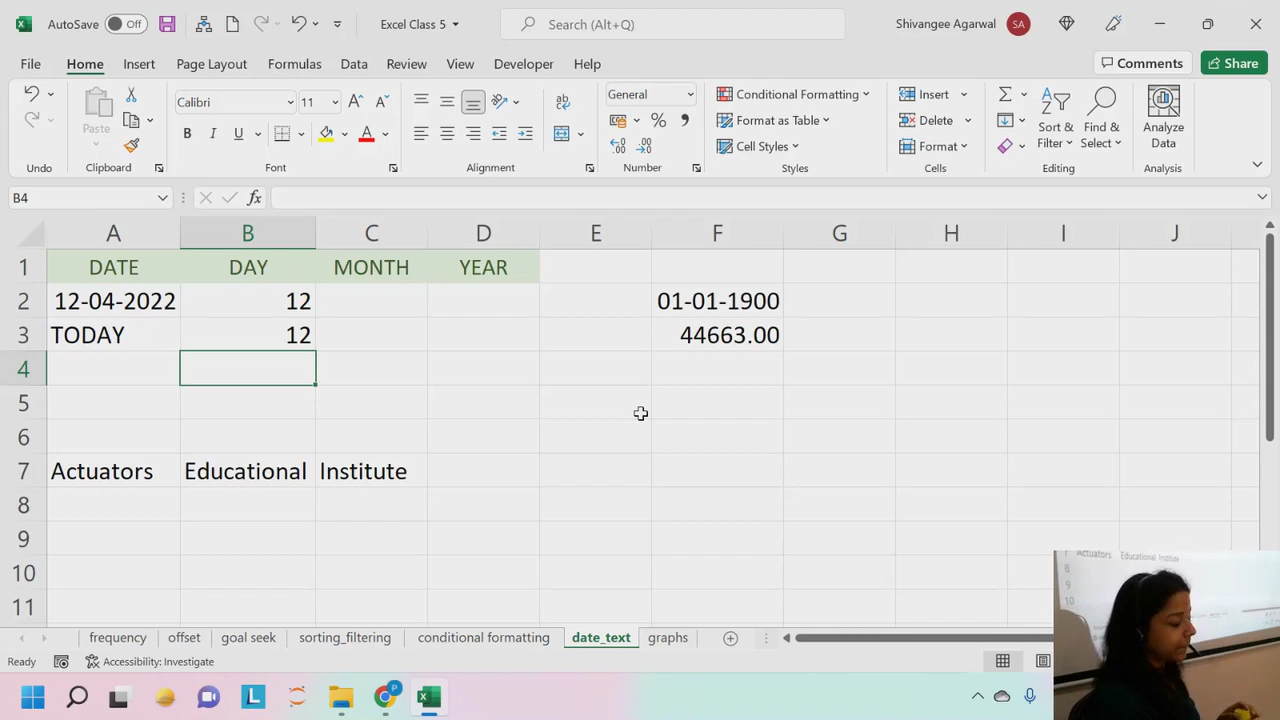 AutoSave Off Excel Class 5 Search (Alt+Q) Shivangee Agarwal SA
File Home Insert Page Layout Formulas Data Review View Developer Help Comments Share
Calibri 11 General Conditional Formatting Insert
Paste B I U Format as Table Delete Sort & Filter Find & Select Analyze Data
Cell Styles Format
Undo Clipboard Font Alignment Number Styles Cells Editing Analysis
B4 fx
A B C D E F G H I J
1 DATE DAY MONTH YEAR
2 12-04-2022 12 01-01-1900
3 TODAY 12 44663.00
4
5
6
7 Actuators Educational Institute
8
9
10
11
Actuators Educational Institute
8
9
10
frequency offset goal seek sorting_filtering conditional formatting date_text graphs
Ready Accessibility: Investigate